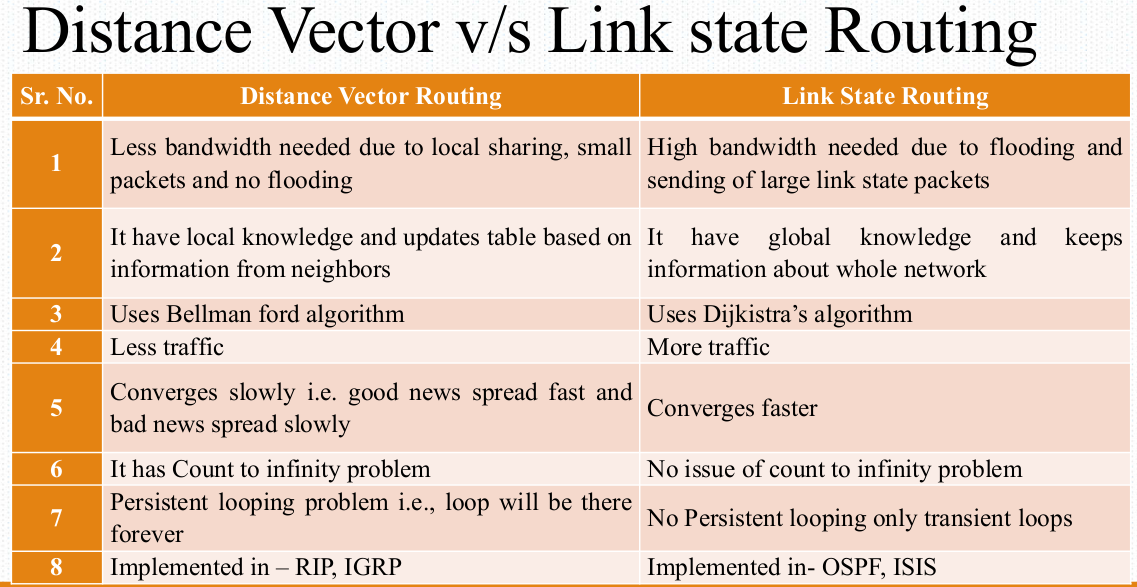 Distance Vector v/s Link state Routing
Sr. No. Distance Vector Routing Link State Routing
1 Less bandwidth needed due to local sharing, small High bandwidth needed due to flooding and
packets and no flooding sending of large link state packets
2 It have local knowledge and updates table based on It have global knowledge and keeps
information from neighbors information about whole network
3 Uses Bellman ford algorithm Uses Dijkistra’s algorithm
4 Less traffic More traffic
5 Converges slowly i.e. good news spread fast and Converges faster
bad news spread slowly
6 It has Count to infinity problem No issue of count to infinity problem
7 Persistent looping problem i.e., loop will be there No Persistent looping only transient loops
forever
8 Implemented in – RIP, IGRP Implemented in- OSPF, ISIS